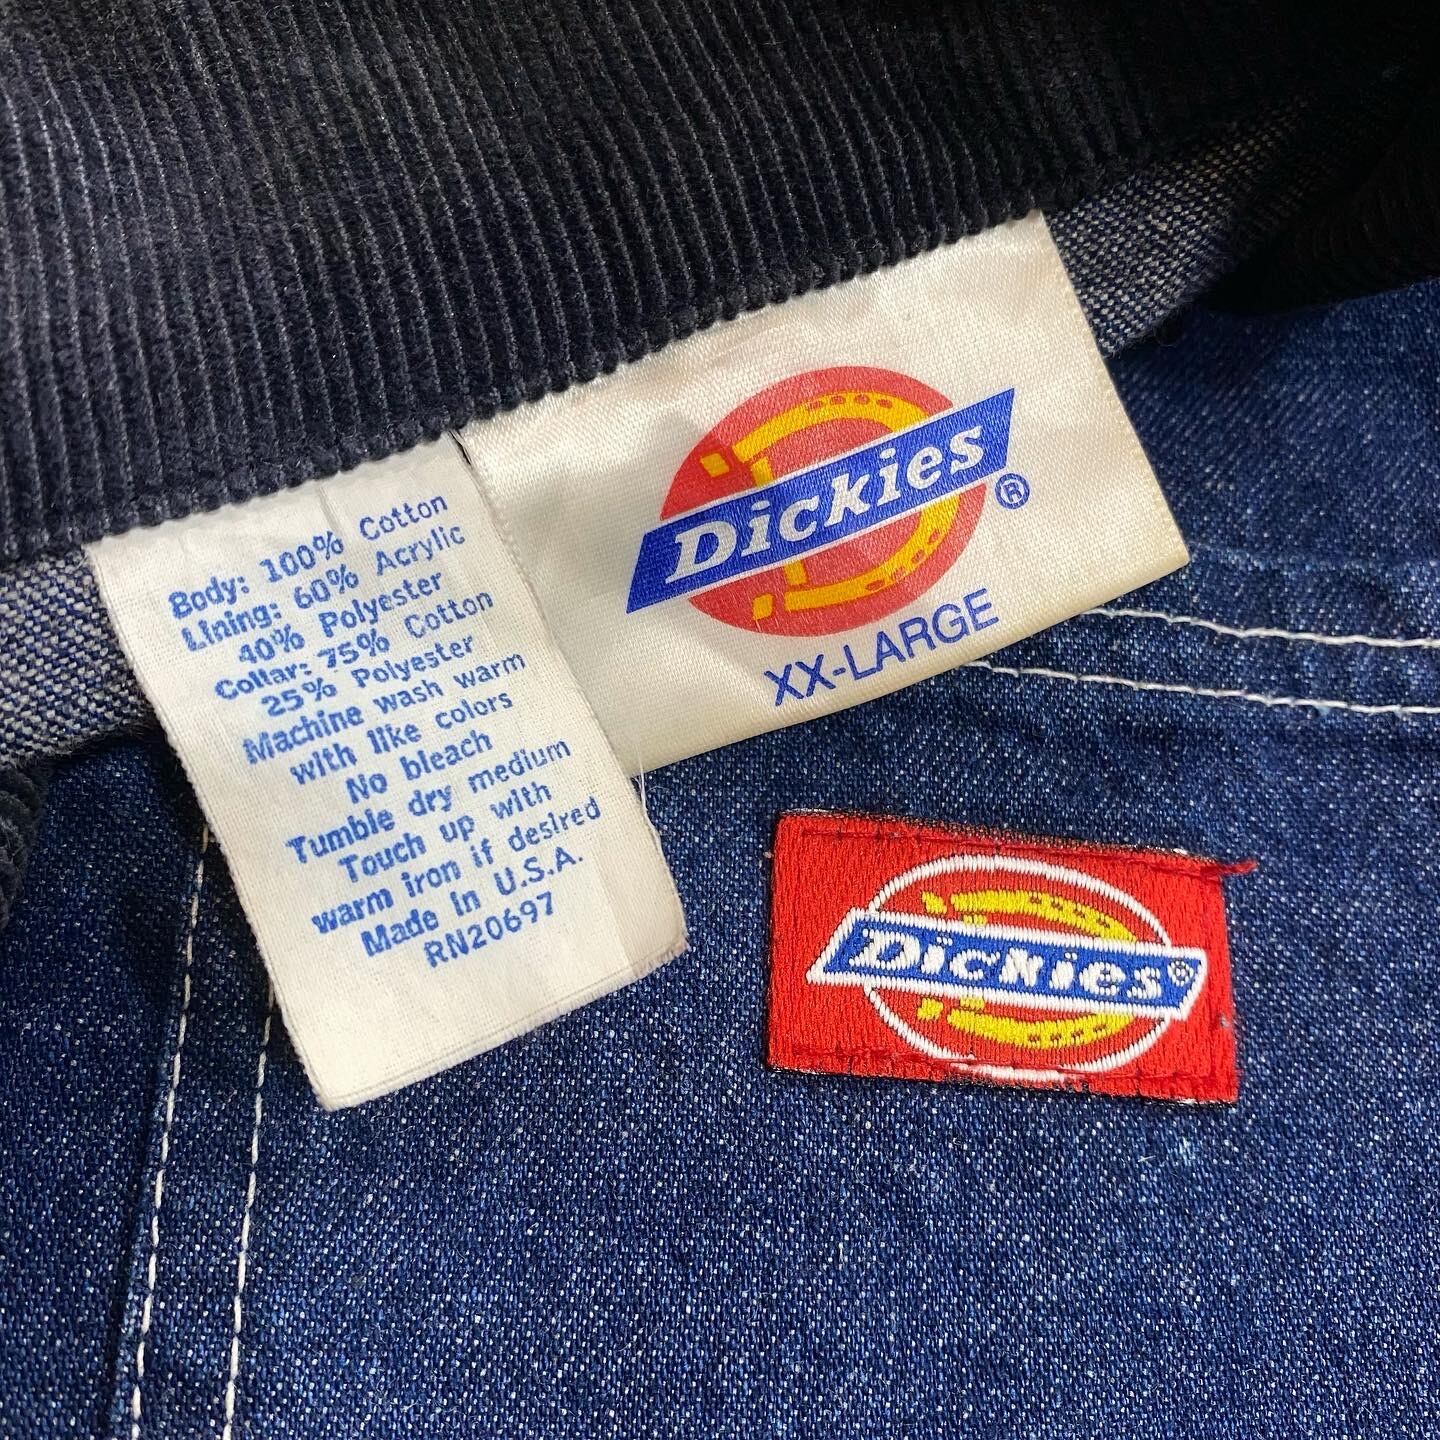 Body: 100% Cotton
Lining: 60% Acrylic
40% Polyester
Collar: 75% Cotton
25% Polyester
Machine wash warm
with like colors
No bleach
Tumble dry medium
Touch up with
warm iron if desired
Made in U.S.A.
RN20697
Dickies®
XX-LARGE
Dickies®